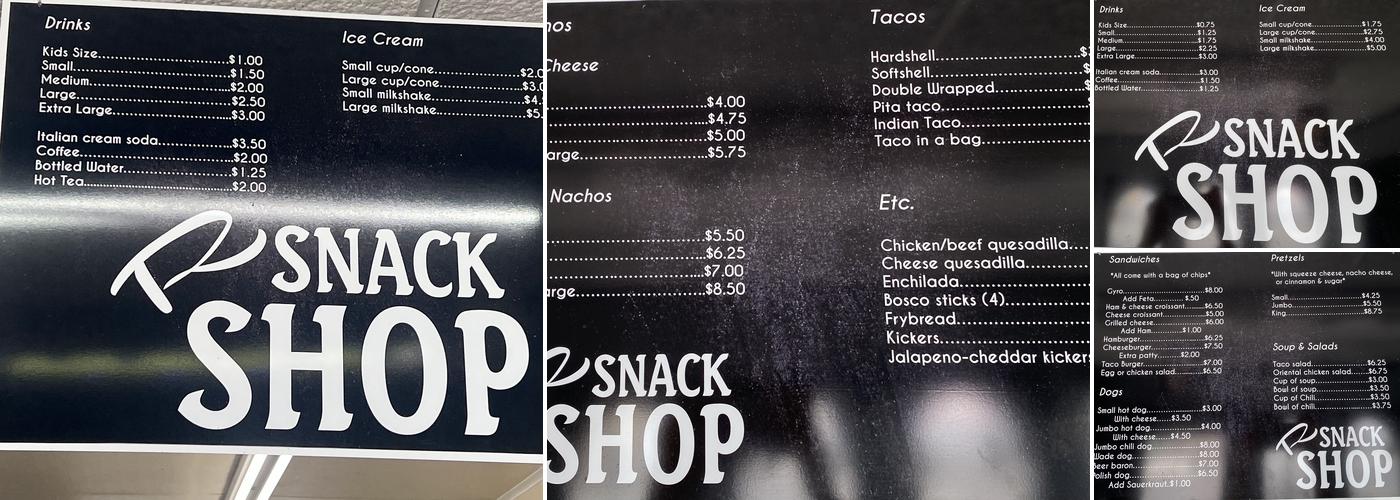 Drinks
Kids Size $1.00
Small $1.50
Medium $2.00
Large $2.50
Extra Large $3.00
Italian cream soda $3.50
Coffee $2.00
Bottled Water $1.25
Hot Tea $2.00
Ice Cream
Small cup/cone
Large cup/cone
Small milkshake
Large milkshake
R SNACK
SHOP
Cheese
$4.00
$4.75
$5.00
$5.75
Nachos
$5.50
$6.25
$7.00
$8.50
SNACK
SHOP
Tacos
Hardshell
Softshell
Double Wrapped
Pita taco
Indian Taco
Taco in a bag
Etc.
Chicken/beef quesadilla
Cheese quesadilla
Enchilada
Bosco sticks (4)
Frybread
Kickers
Jalapeno-cheddar kickers
Drinks
Kids Size $0.75
Small $1.25
Medium $1.75
Large $2.25
Extra Large $3.00
Italian cream soda $3.00
Coffee $1.50
Bottled Water $1.25
Ice Cream
Small cup/cone $1.75
Large cup/cone $2.75
Small milkshake $4.00
Large milkshake $5.00
R SNACK
SHOP
Sandwiches
*All come with a bag of chips*
Gyro $8.00
Add Feta $.50
Ham & cheese croissant $6.50
Cheese croissant $5.00
Grilled cheese $6.00
Add Ham $1.00
Hamburger $6.25
Cheeseburger $7.50
Extra patty $2.00
Taco Burger $7.00
Egg or chicken salad $6.50
Dogs
Small hot dog $3.00
With cheese $3.50
Jumbo hot dog $4.00
With cheese $4.50
Jumbo chili dog $8.00
Wade dog $8.00
Beer baron $7.00
Polish dog $6.50
Add Sauerkraut $1.00
Pretzels
*With squeeze cheese, nacho cheese,
or cinnamon & sugar*
Small $4.25
Jumbo $5.50
King $8.75
Soup & Salads
Taco salad $6.25
Oriental chicken salad $6.75
Cup of soup $3.00
Bowl of soup $3.50
Cup of Chili $3.50
Bowl of chili $3.75
R SNACK
SHOP